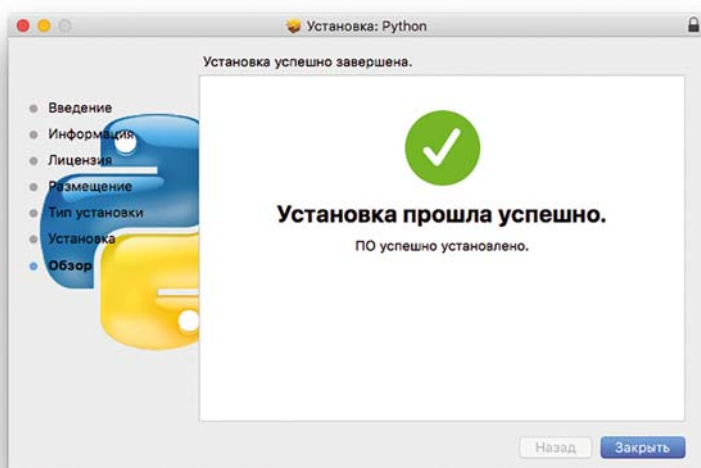 Установка: Python
Установка успешно завершена.
Введение
Информация
Лицензия
Размещение
Тип установки
Установка
Обзор
Установка прошла успешно.
ПО успешно установлено.
Назад
Закрыть